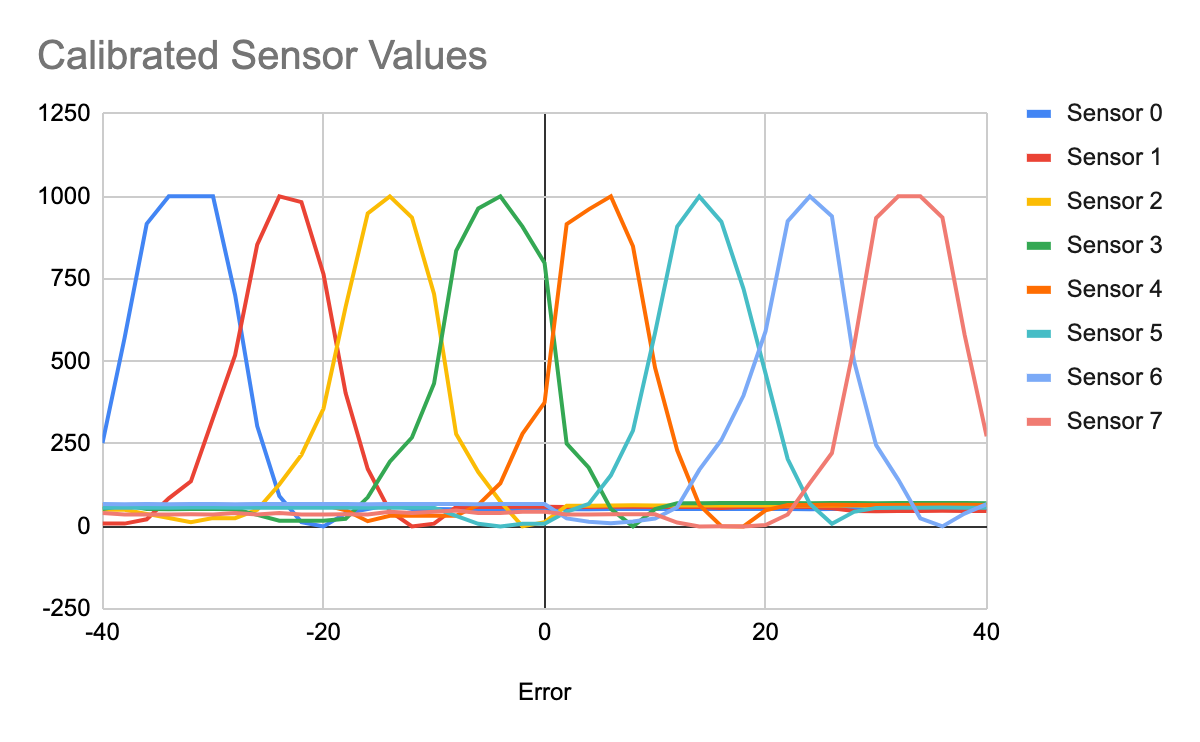 Calibrated Sensor Values
1250
1000
750
500
250
0
-250
-40
-20
0
20
40
Error
Sensor 0
Sensor 1
Sensor 2
Sensor 3
Sensor 4
Sensor 5
Sensor 6
Sensor 7